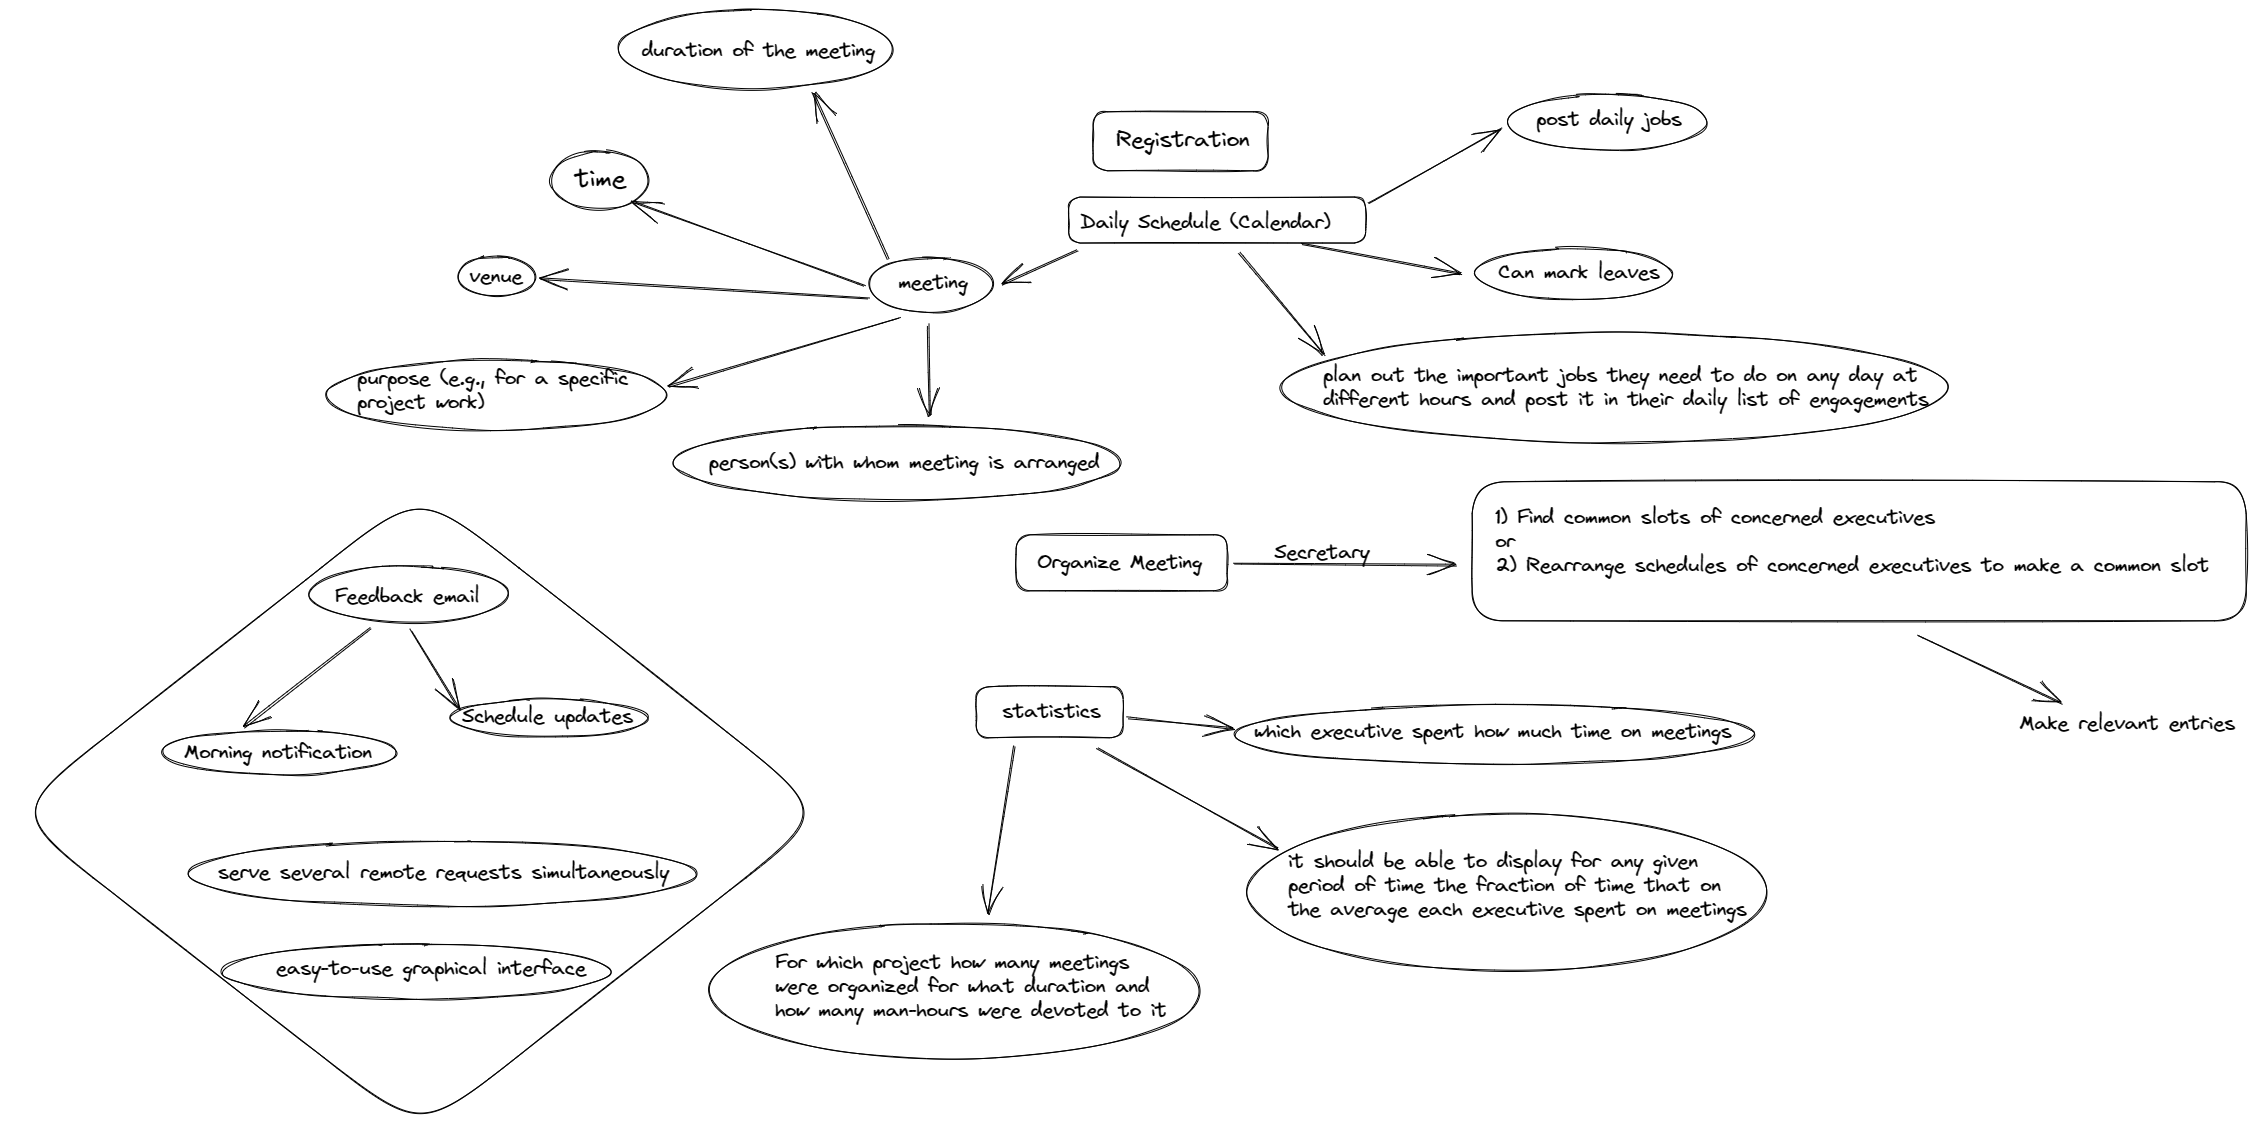 duration of the meeting
Registration
post daily jobs
time
Daily Schedule (Calendar)
Can mark leaves
venue
meeting
purpose (e.g., for a specific
project work)
plan out the important jobs they need to do on any day at
different hours and post it in their daily list of engagements
person(s) with whom meeting is arranged
1) Find common slots of concerned executives
or
2) Rearrange schedules of concerned executives to make a common slot
Organize Meeting
Secretary
Feedback email
Schedule updates
Morning notification
statistics
which executive spent how much time on meetings
Make relevant entries
serve several remote requests simultaneously
it should be able to display for any given
period of time the fraction of time that on
the average each executive spent on meetings
easy-to-use graphical interface
For which project how many meetings
were organized for what duration and
how many man-hours were devoted to it